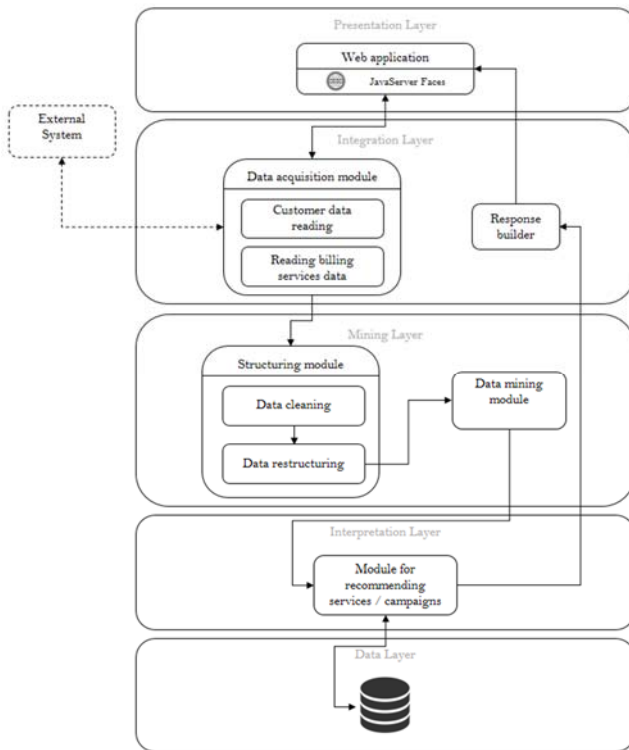 Presentation Layer
Web application
JavaServer Faces
External
System
Integration Layer
Data acquisition module
Customer data
reading
Reading billing
services data
Response
builder
Mining Layer
Structuring module
Data cleaning
Data restructuring
Data mining
module
Interpretation Layer
Module for
recommending
services / campaigns
Data Layer